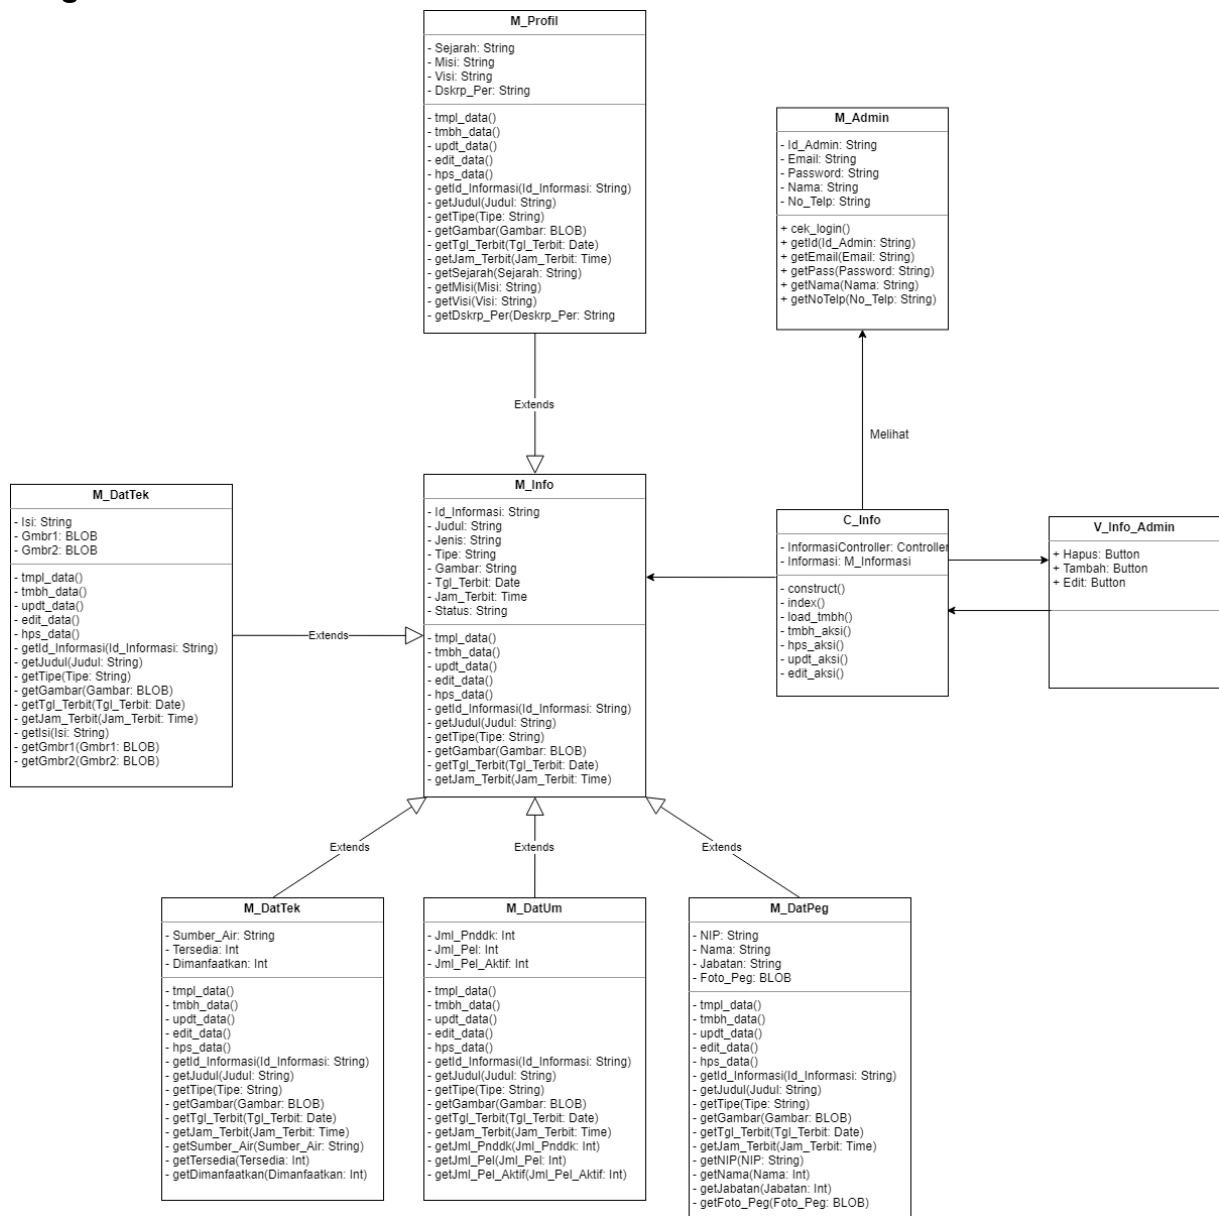 M_Profil
- Sejarah: String
- Misi: String
- Visi: String
- Dskrp_Per: String
- tmpl_data()
- tmbh_data()
- updt_data()
- edit_data()
- hps_data()
- getId_Informasi(Id_Informasi: String)
- getJudul(Judul: String)
- getTipe(Tipe: String)
- getGambar(Gambar: BLOB)
- getTgl_Terbit(Tgl_Terbit: Date)
- getJam_Terbit(Jam_Terbit: Time)
- getSejarah(Sejarah: String)
- getMisi(Misi: String)
- getVisi(Visi: String)
- getDskrp_Per(Deskrp_Per: String
M_Admin
- Id_Admin: String
- Email: String
- Password: String
- Nama: String
- No_Telp: String
+ cek_login()
+ getId(Id_Admin: String)
+ getEmail(Email: String)
+ getPass(Password: String)
+ getNama(Nama: String)
+ getNoTelp(No_Telp: String)
Extends
Melihat
M_DatTek
- Isi: String
- Gmbr1: BLOB
- Gmbr2: BLOB
- tmpl_data()
- tmbh_data()
- updt_data()
- edit_data()
- hps_data()
- getId_Informasi(Id_Informasi: String)
- getJudul(Judul: String)
- getTipe(Tipe: String)
- getGambar(Gambar: BLOB)
- getTgl_Terbit(Tgl_Terbit: Date)
- getJam_Terbit(Jam_Terbit: Time)
- getIsi(Isi: String)
- getGmbr1(Gmbr1: BLOB)
- getGmbr2(Gmbr2: BLOB)
Extends
M_Info
- Id_Informasi: String
- Judul: String
- Jenis: String
- Tipe: String
- Gambar: String
- Tgl_Terbit: Date
- Jam_Terbit: Time
- Status: String
- tmpl_data()
- tmbh_data()
- updt_data()
- edit_data()
- hps_data()
- getId_Informasi(Id_Informasi: String)
- getJudul(Judul: String)
- getTipe(Tipe: String)
- getGambar(Gambar: BLOB)
- getTgl_Terbit(Tgl_Terbit: Date)
- getJam_Terbit(Jam_Terbit: Time)
C_Info
- InformasiController: Controller
- Informasi: M_Informasi
- construct()
- index()
- load_tmbh()
- tmbh_aksi()
- hps_aksi()
- updt_aksi()
- edit_aksi()
V_Info_Admin
+ Hapus: Button
+ Tambah: Button
+ Edit: Button
Extends
Extends
Extends
M_DatTek
- Sumber_Air: String
- Tersedia: Int
- Dimanfaatkan: Int
- tmpl_data()
- tmbh_data()
- updt_data()
- edit_data()
- hps_data()
- getId_Informasi(Id_Informasi: String)
- getJudul(Judul: String)
- getTipe(Tipe: String)
- getGambar(Gambar: BLOB)
- getTgl_Terbit(Tgl_Terbit: Date)
- getJam_Terbit(Jam_Terbit: Time)
- getSumber_Air(Sumber_Air: String)
- getTersedia(Tersedia: Int)
- getDimanfaatkan(Dimanfaatkan: Int)
M_DatUm
- Jml_Pnddk: Int
- Jml_Pel: Int
- Jml_Pel_Aktif: Int
- tmpl_data()
- tmbh_data()
- updt_data()
- edit_data()
- hps_data()
- getId_Informasi(Id_Informasi: String)
- getJudul(Judul: String)
- getTipe(Tipe: String)
- getGambar(Gambar: BLOB)
- getTgl_Terbit(Tgl_Terbit: Date)
- getJam_Terbit(Jam_Terbit: Time)
- getJml_Pnddk(Jml_Pnddk: Int)
- getJml_Pel(Jml_Pel: Int)
- getJml_Pel_Aktif(Jml_Pel_Aktif: Int)
M_DatPeg
- NIP: String
- Nama: String
- Jabatan: String
- Foto_Peg: BLOB
- tmpl_data()
- tmbh_data()
- updt_data()
- edit_data()
- hps_data()
- getId_Informasi(Id_Informasi: String)
- getJudul(Judul: String)
- getTipe(Tipe: String)
- getGambar(Gambar: BLOB)
- getTgl_Terbit(Tgl_Terbit: Date)
- getJam_Terbit(Jam_Terbit: Time)
- getNIP(NIP: String)
- getNama(Nama: Int)
- getJabatan(Jabatan: Int)
- getFoto_Peg(Foto_Peg: BLOB)